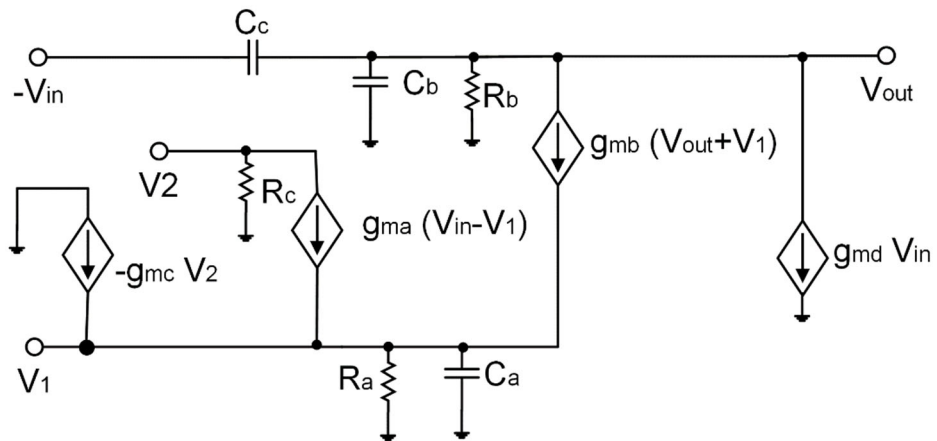 Cc
-Vin
Cb
Rb
Vout
gmb (Vout+V1)
V2
Rc
gma (Vin-V1)
-gmc V2
gmd Vin
V1
Ra
Ca